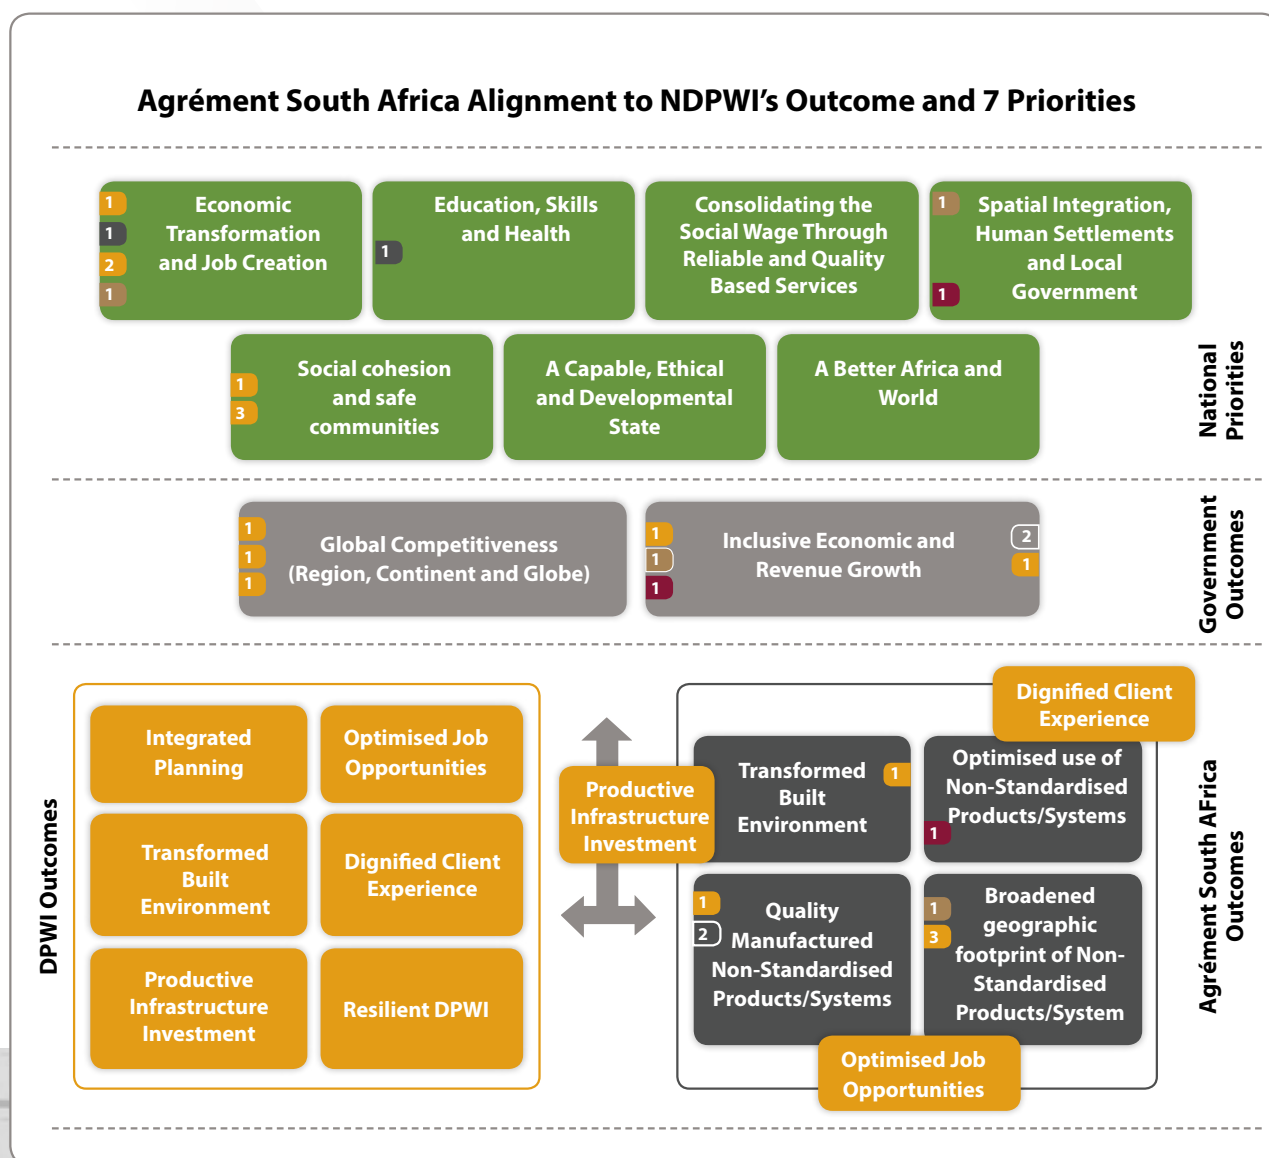 Agrément South Africa Alignment to NDPWI's Outcome and 7 Priorities
1
1
2
1
Economic
Transformation
and Job Creation
1
Education, Skills
and Health
Consolidating the
Social Wage Through
Reliable and Quality
Based Services
1
1
Spatial Integration,
Human Settlements
and Local
Government
1
3
Social cohesion
and safe
communities
A Capable, Ethical
and Developmental
State
A Better Africa and
World
National
Priorities
1
1
1
Global Competitiveness
(Region, Continent and Globe)
1
1
1
Inclusive Economic and
Revenue Growth
2
1
Government
Outcomes
DPWI Outcomes
Integrated
Planning
Optimised Job
Opportunities
Transformed
Built
Environment
Dignified Client
Experience
Productive
Infrastructure
Investment
Resilient DPWI
Productive
Infrastructure
Investment
Dignified Client
Experience
Transformed
Built
Environment
1
Optimised use of
Non-Standardised
Products/Systems
1
1
2
Quality
Manufactured
Non-Standardised
Products/Systems
1
3
Broadened
geographic
footprint of Non-
Standardised
Products/System
Optimised Job
Opportunities
Agrément South AFrica
Outcomes